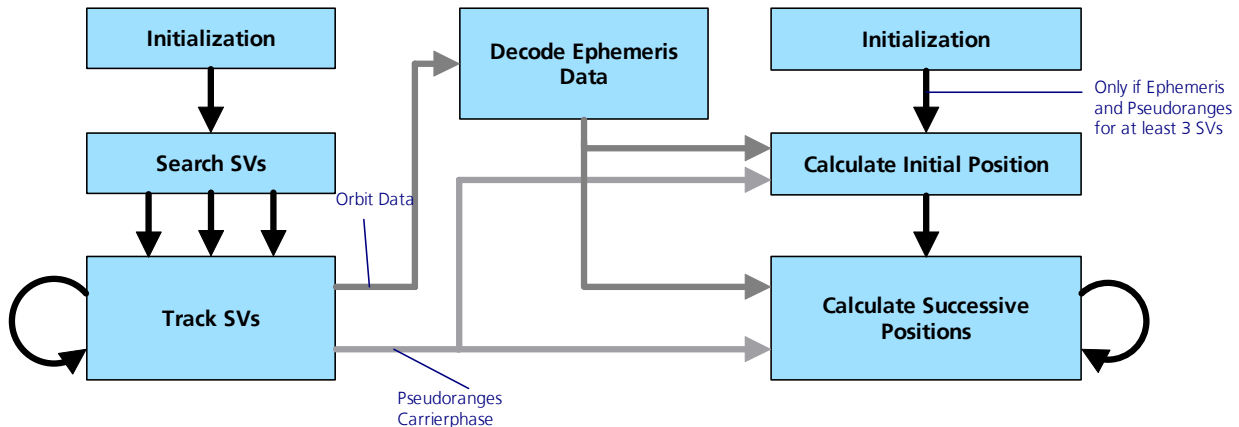 Initialization
Search SVs
Track SVs
Orbit Data
Pseudoranges
Carrierphase
Decode Ephemeris
Data
Initialization
Only if Ephemeris
and Pseudoranges
for at least 3 SVs
Calculate Initial Position
Calculate Successive
Positions